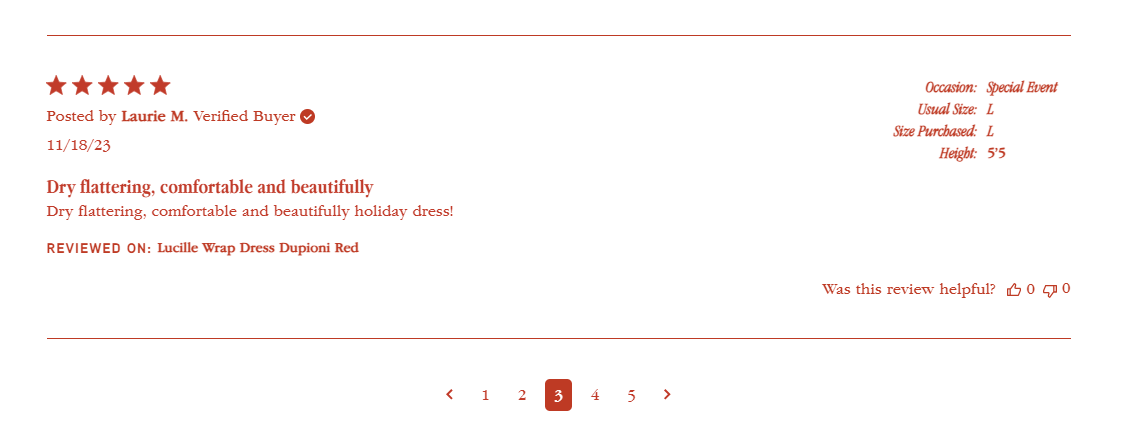 Posted by Laurie M. Verified Buyer
11/18/23
Dry flattering, comfortable and beautifully
Dry flattering, comfortable and beautifully holiday dress!
REVIEWED ON: Lucille Wrap Dress Dupioni Red
Occasion: Special Event
Usual Size: L
Size Purchased: L
Height: 5'5
Was this review helpful? 0 0
1 2 3 4 5